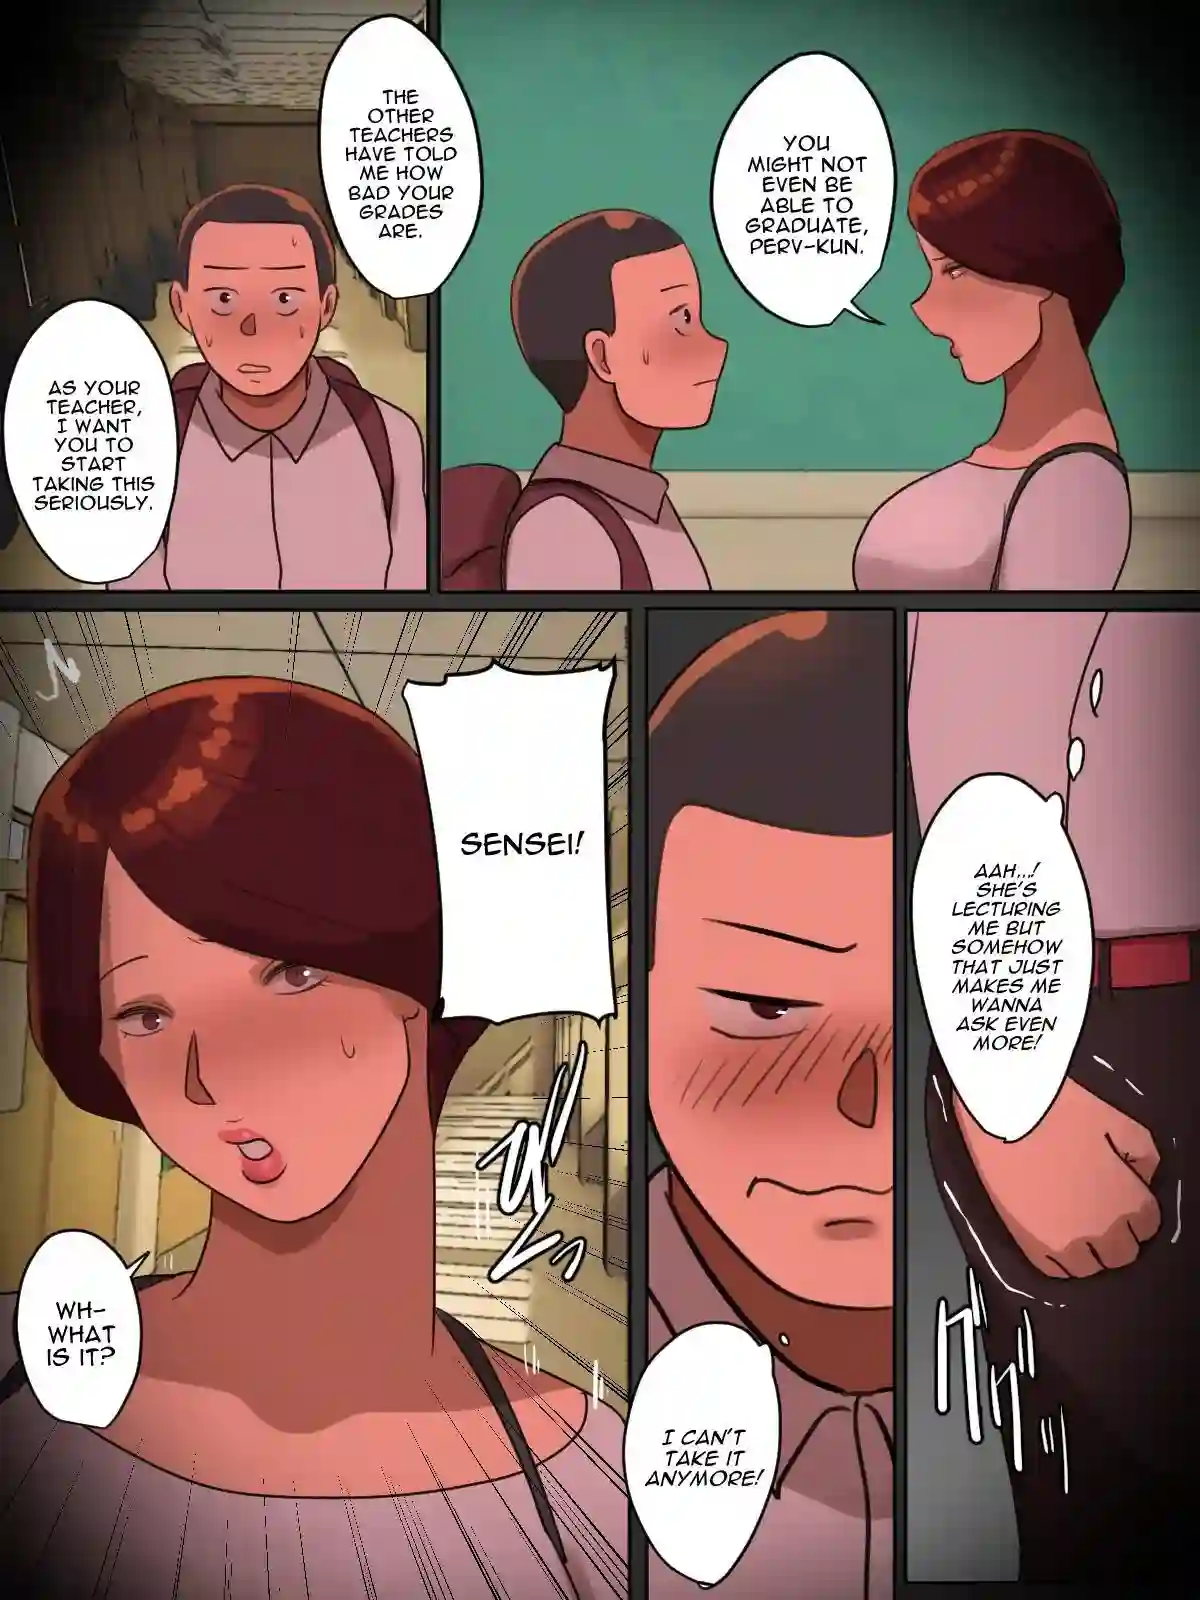 YOU
MIGHT NOT
EVEN BE
ABLE TO
GRADUATE,
PERV-KUN.
THE
OTHER
TEACHERS
HAVE TOLD
ME HOW
BAD YOUR
GRADES
ARE.
AS YOUR
TEACHER,
I WANT
YOU TO
START
TAKING THIS
SERIOUSLY.
AAH...!
SHE'S
LECTURING
ME BUT
SOMEHOW
THAT JUST
MAKES ME
WANNA
ASK EVEN
MORE!
I CAN'T
TAKE IT
ANYMORE!
SENSEI!
WH-
WHAT
IS IT?